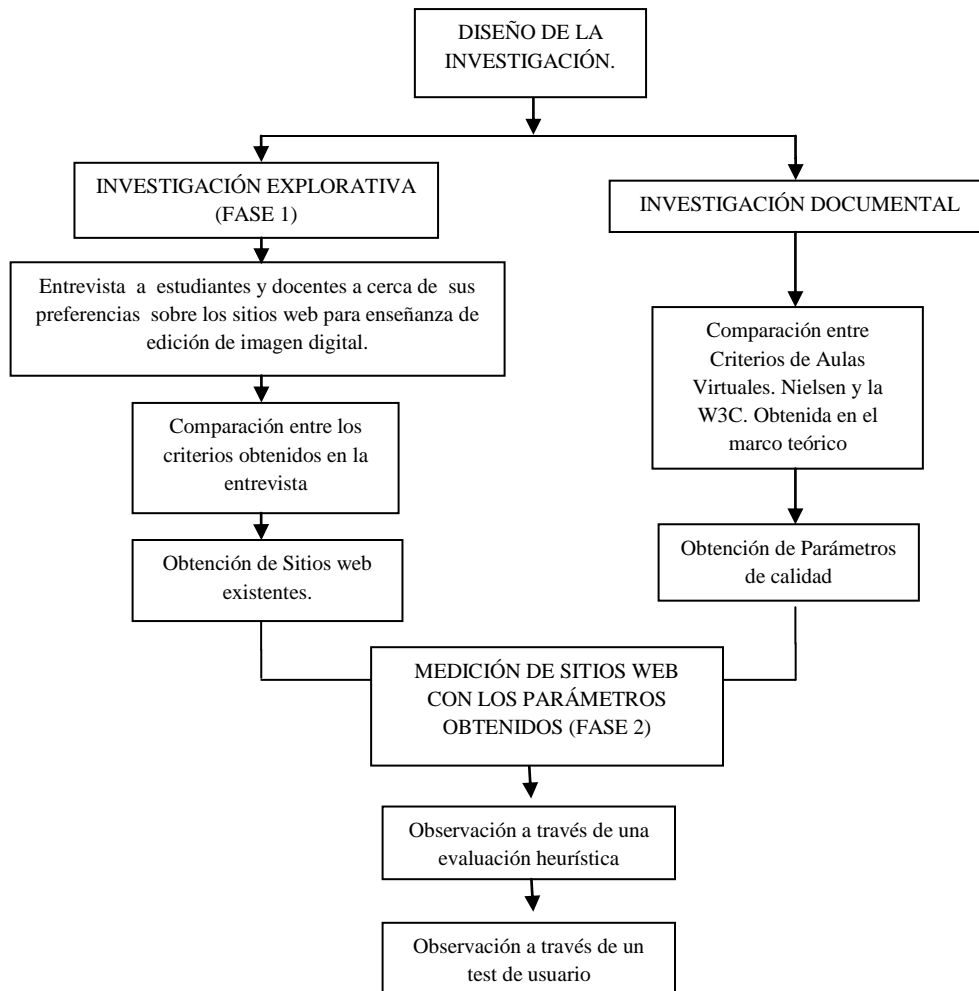 DISEÑO DE LA
INVESTIGACIÓN.
INVESTIGACIÓN EXPLORATIVA
(FASE 1)
INVESTIGACIÓN DOCUMENTAL
Entrevista a estudiantes y docentes a cerca de sus
preferencias sobre los sitios web para enseñanza de
edición de imagen digital.
Comparación entre
Criterios de Aulas
Virtuales. Nielsen y la
W3C. Obtenida en el
marco teórico
Comparación entre los
criterios obtenidos en la
entrevista
Obtención de Sitios web
existentes.
Obtención de Parámetros
de calidad
MEDICIÓN DE SITIOS WEB
CON LOS PARÁMETROS
OBTENIDOS (FASE 2)
Observación a través de una
evaluación heurística
Observación a través de un
test de usuario